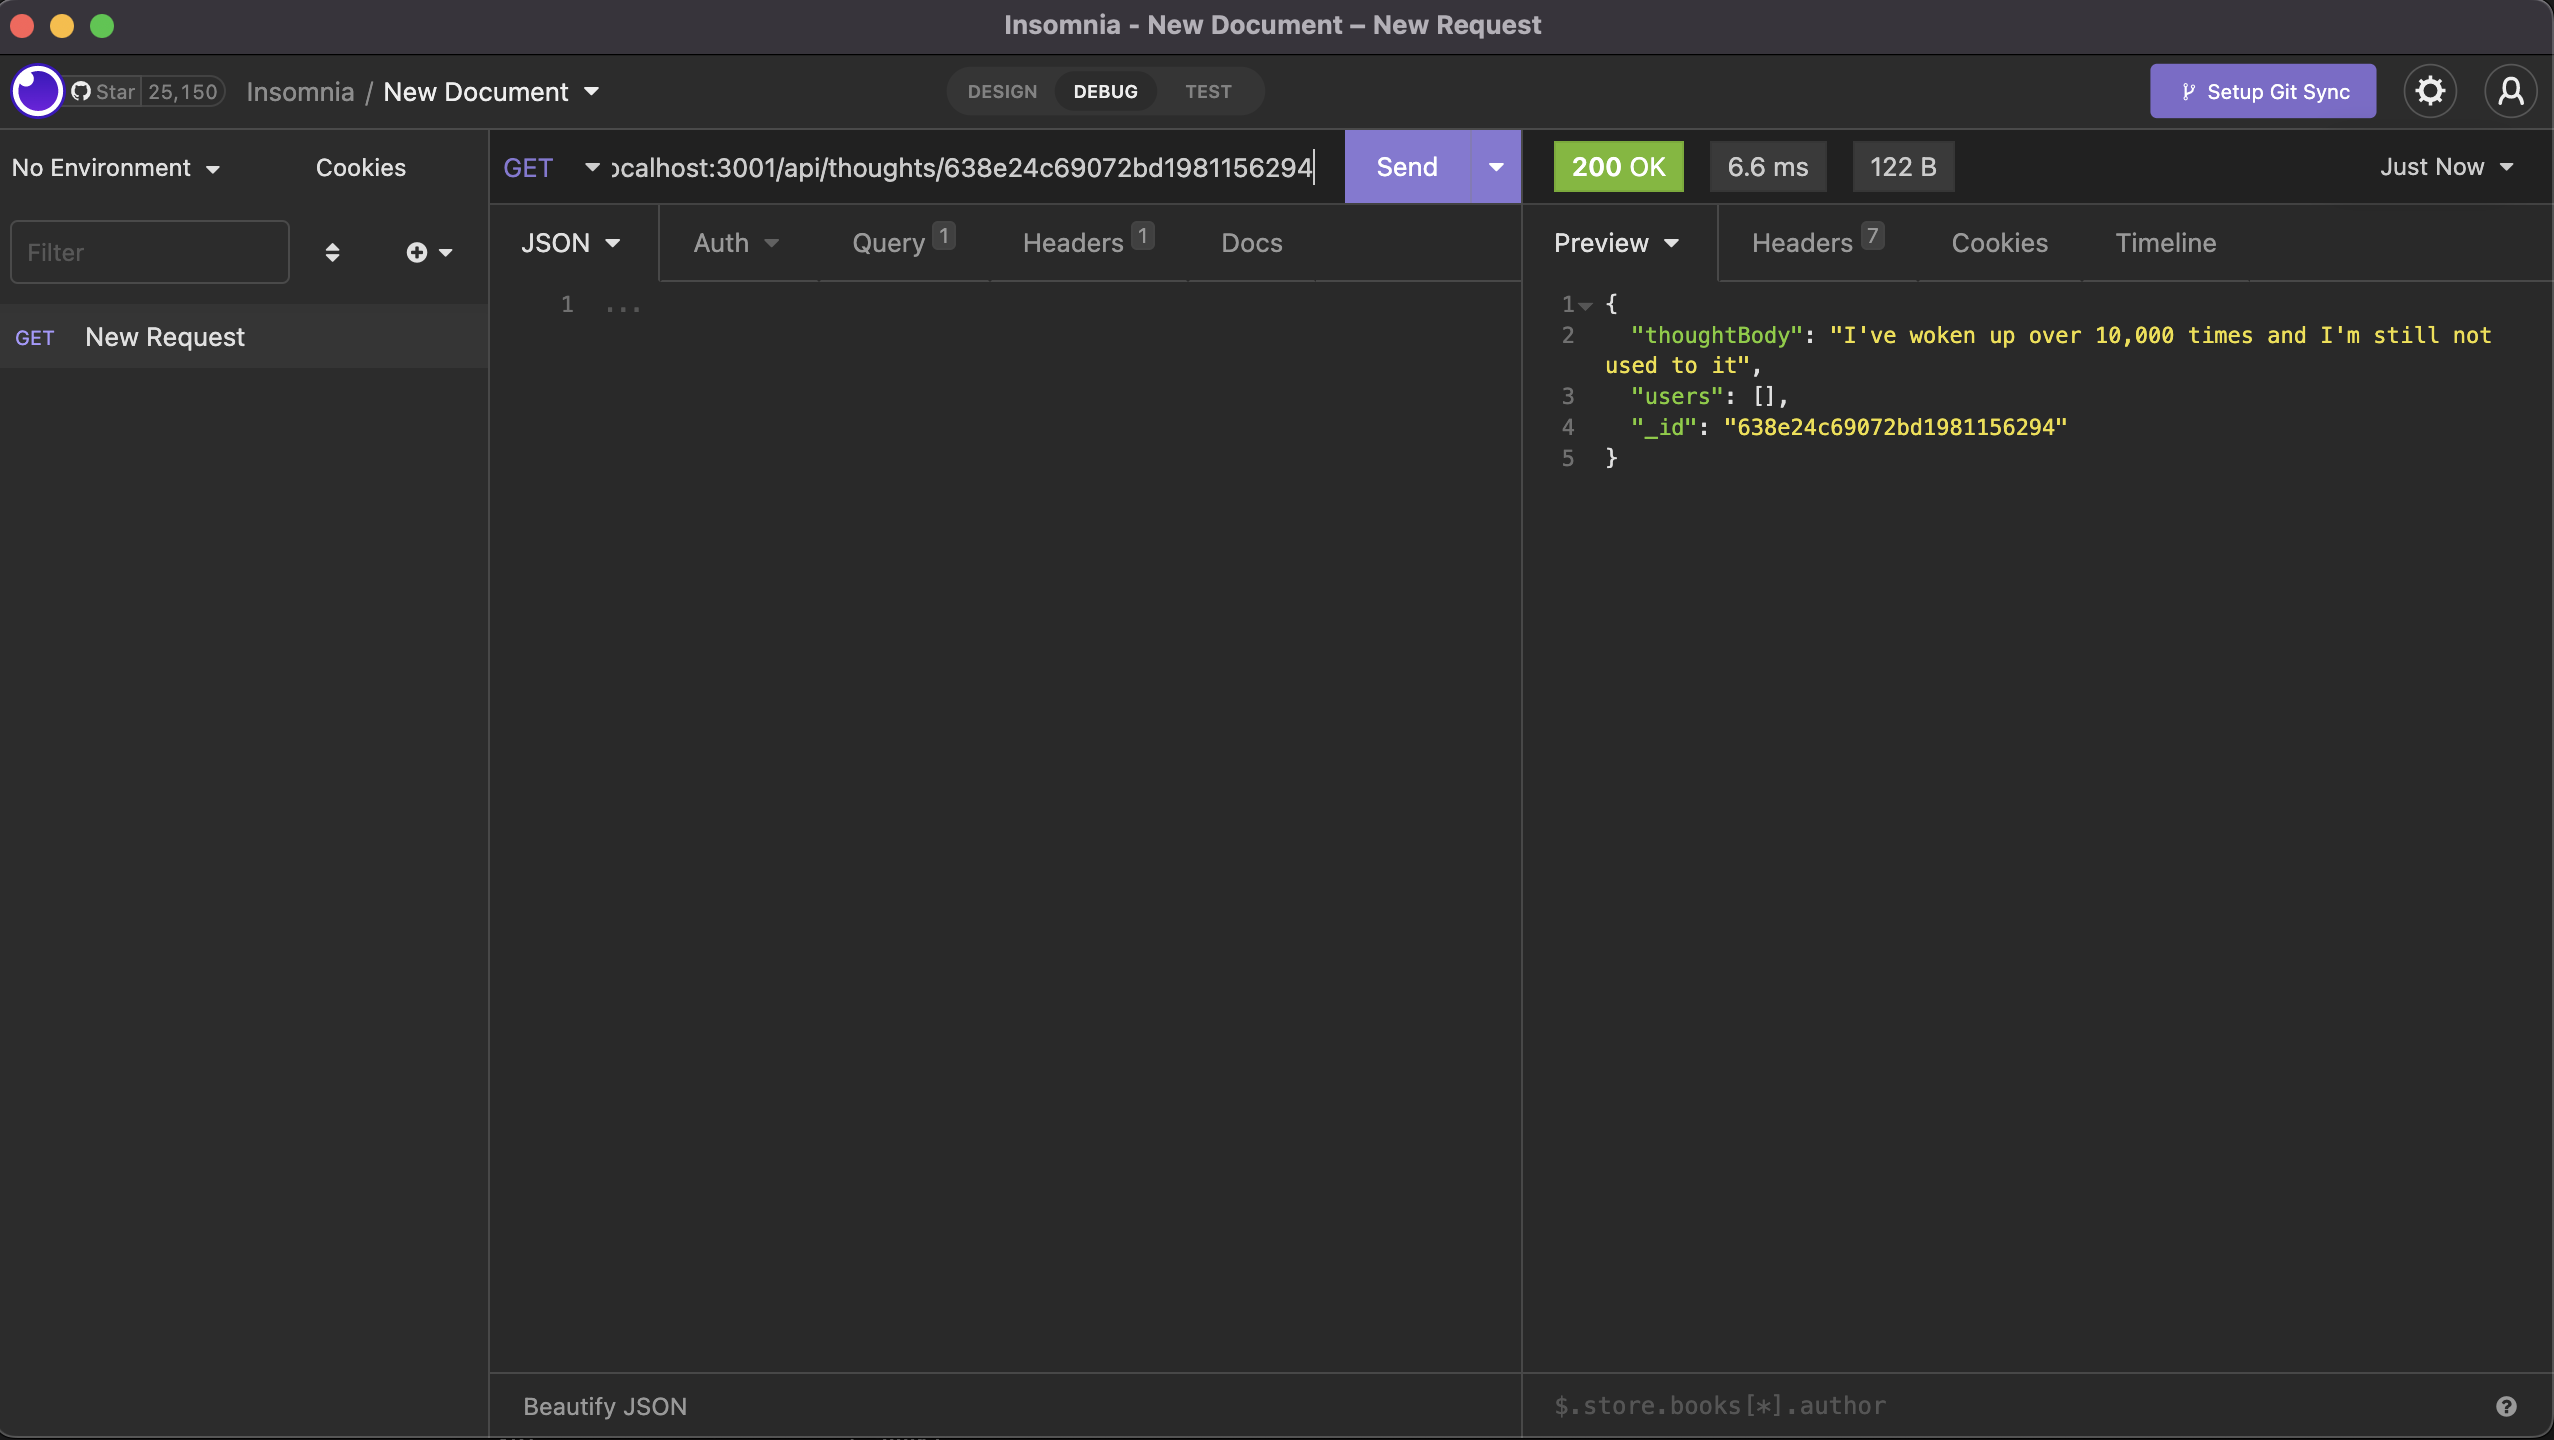 Insomnia - New Document – New Request
Star 25,150 Insomnia / New Document DESIGN DEBUG TEST Setup Git Sync
No Environment Cookies
Filter
GET New Request
GET ocalhost:3001/api/thoughts/638e24c69072bd1981156294 Send
JSON Auth Query 1 Headers 1 Docs
1 ...
Beautify JSON
200 OK 6.6 ms 122 B Just Now
Preview Headers 7 Cookies Timeline
1 {
2 "thoughtBody": "I've woken up over 10,000 times and I'm still not
used to it",
3 "users": [],
4 "_id": "638e24c69072bd1981156294"
5 }
$.store.books[*].author